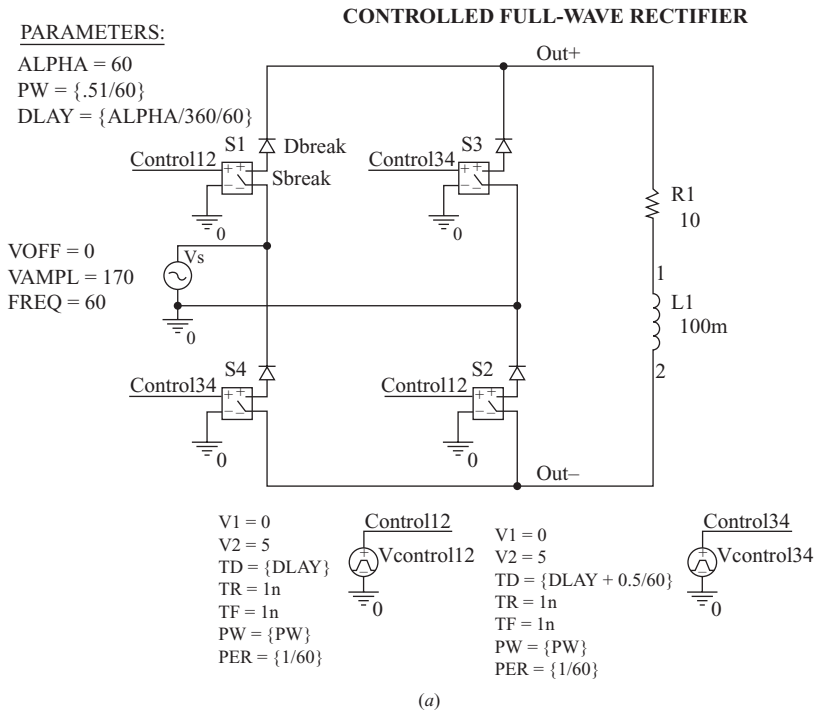 CONTROLLED FULL-WAVE RECTIFIER
PARAMETERS:
ALPHA = 60
PW = {.51/60}
DLAY = {ALPHA/360/60}
Out+
S1
Dbreak
S3
Control12
Control34
+ +
– –
Sbreak
+ +
– –
0
0
R1
10
VOFF = 0
VAMPL = 170
FREQ = 60
Vs
0
1
L1
100m
2
S4
S2
Control34
Control12
+ +
– –
+ +
– –
0
0
Out–
V1 = 0
V2 = 5
TD = {DLAY}
TR = 1n
TF = 1n
PW = {PW}
PER = {1/60}
Control12
+
–
Vcontrol12
0
V1 = 0
V2 = 5
TD = {DLAY + 0.5/60}
TR = 1n
TF = 1n
PW = {PW}
PER = {1/60}
Control34
+
–
Vcontrol34
0
(a)